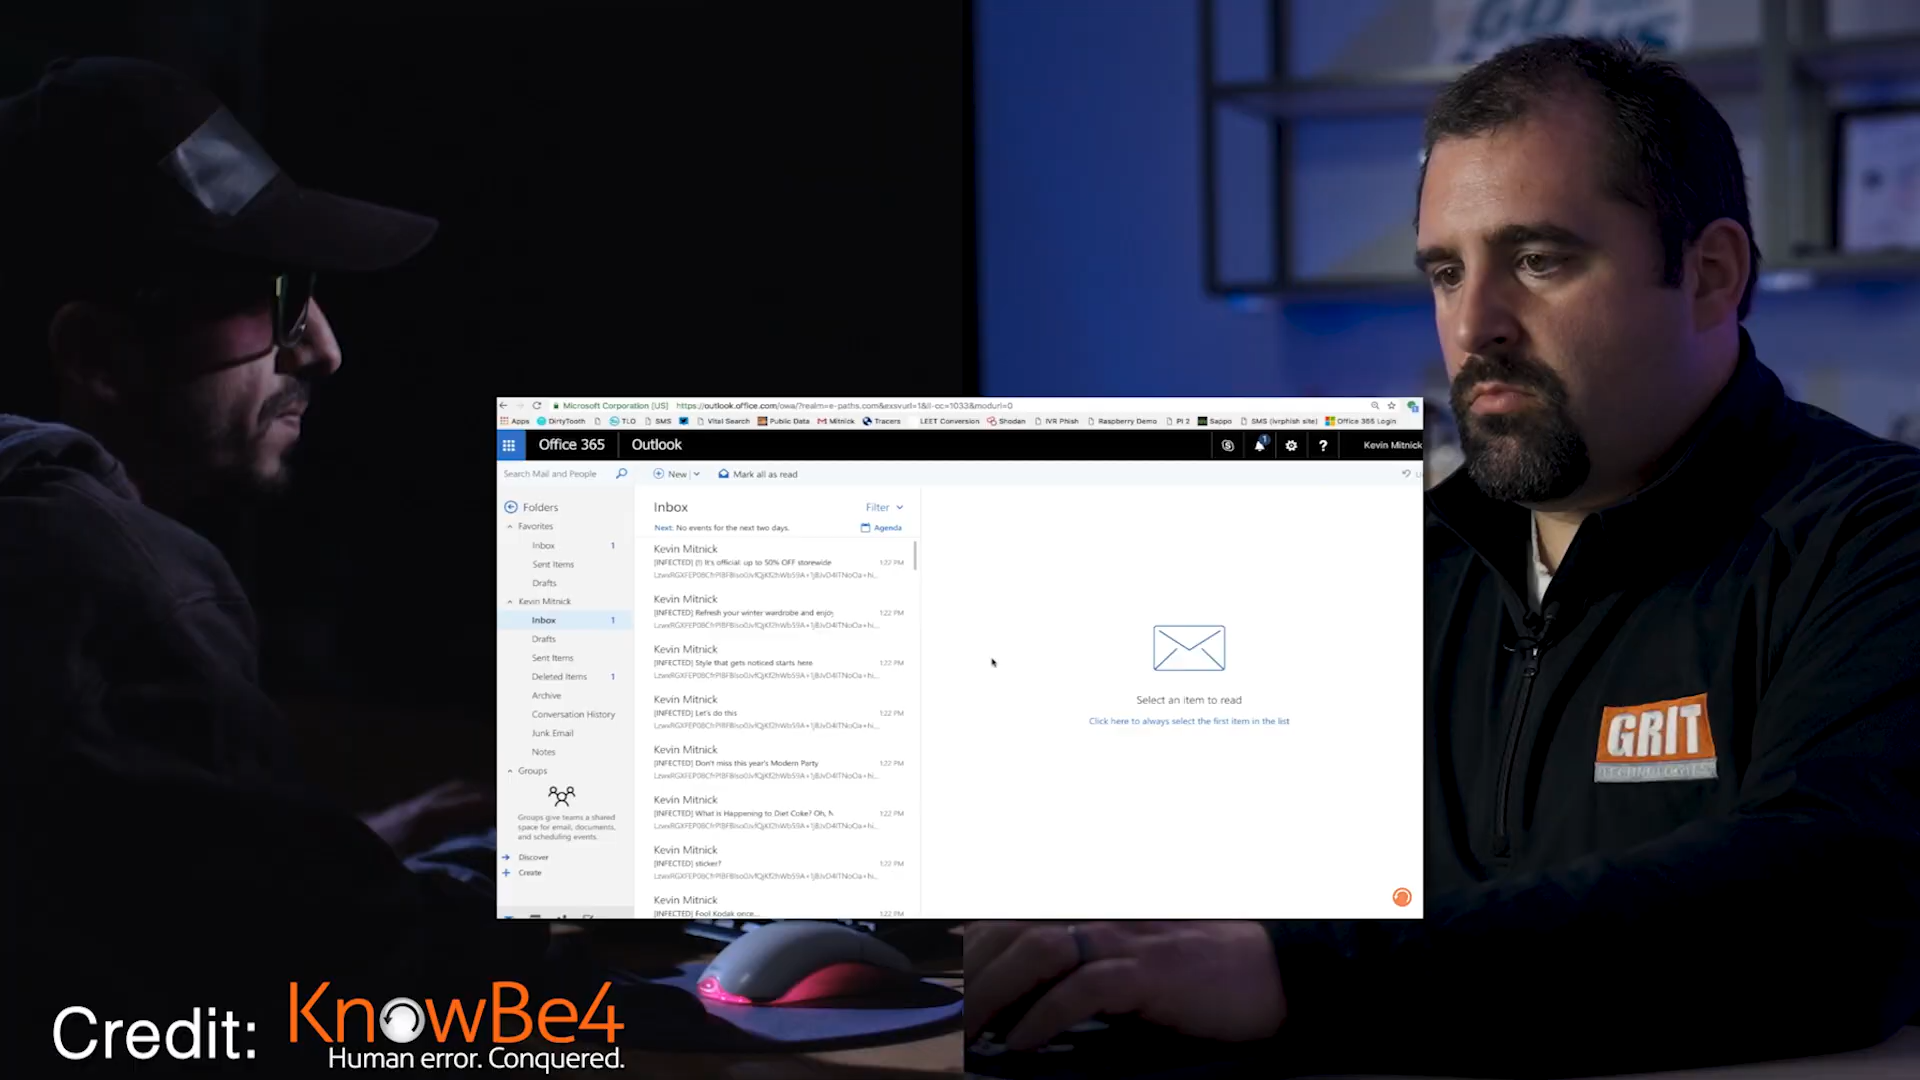 GO
Microsoft Corporation [US] https://outlook.office.com/owa/?realm=e-paths.com&exsvurl=1&ll-cc=1033&modurl=0
Apps DirtyTooth TLO SMS Vital Search Public Data Mitnick Tracers LEET Conversion Shodan IVR Phish Raspberry Demo PI 2 Sappo SMS (ivrphish site) Office 365 Login
Office 365 Outlook 1 ? Kevin Mitnick
Search Mail and People New Mark all as read
Folders
Favorites
Inbox 1
Sent Items
Drafts
Kevin Mitnick
Inbox 1
Drafts
Sent Items
Deleted Items 1
Archive
Conversation History
Junk Email
Notes
Groups
Groups give teams a shared
space for email, documents,
and scheduling events.
Discover
Create
Inbox Filter
Next: No events for the next two days. Agenda
Kevin Mitnick
[INFECTED] (!) It's official: up to 50% OFF storewide 1:22 PM
Kevin Mitnick
[INFECTED] Refresh your winter wardrobe and enjoy 1:22 PM
Kevin Mitnick
[INFECTED] Style that gets noticed starts here 1:22 PM
Kevin Mitnick
[INFECTED] Let's do this 1:22 PM
Kevin Mitnick
[INFECTED] Don't miss this year's Modern Party 1:22 PM
Kevin Mitnick
[INFECTED] What is Happening to Diet Coke? Oh, N 1:22 PM
Kevin Mitnick
[INFECTED] sticker? 1:22 PM
Kevin Mitnick
[INFECTED] Fool Kodak once... 1:22 PM
Select an item to read
Click here to always select the first item in the list
GRIT
TECHNOLOGIES
Credit: KnowBe4
Human error. Conquered.